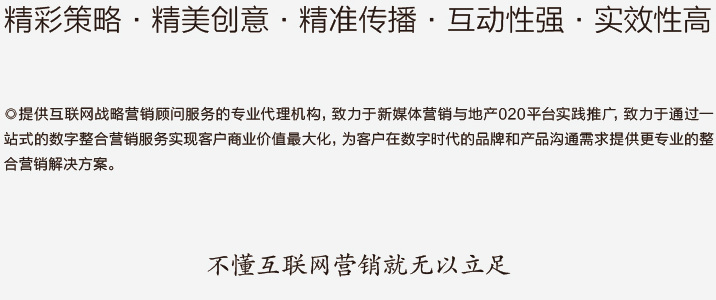 精彩策略·精美创意·精准传播·互动性强·实效性高
◎提供互联网战略营销顾问服务的专业代理机构, 致力于新媒体营销与地产020平台实践推广, 致力于通过一
站式的数字整合营销服务实现客户商业价值最大化, 为客户在数字时代的品牌和产品沟通需求提供更专业的整
合营销解决方案。
不懂互联网营销就无以立足